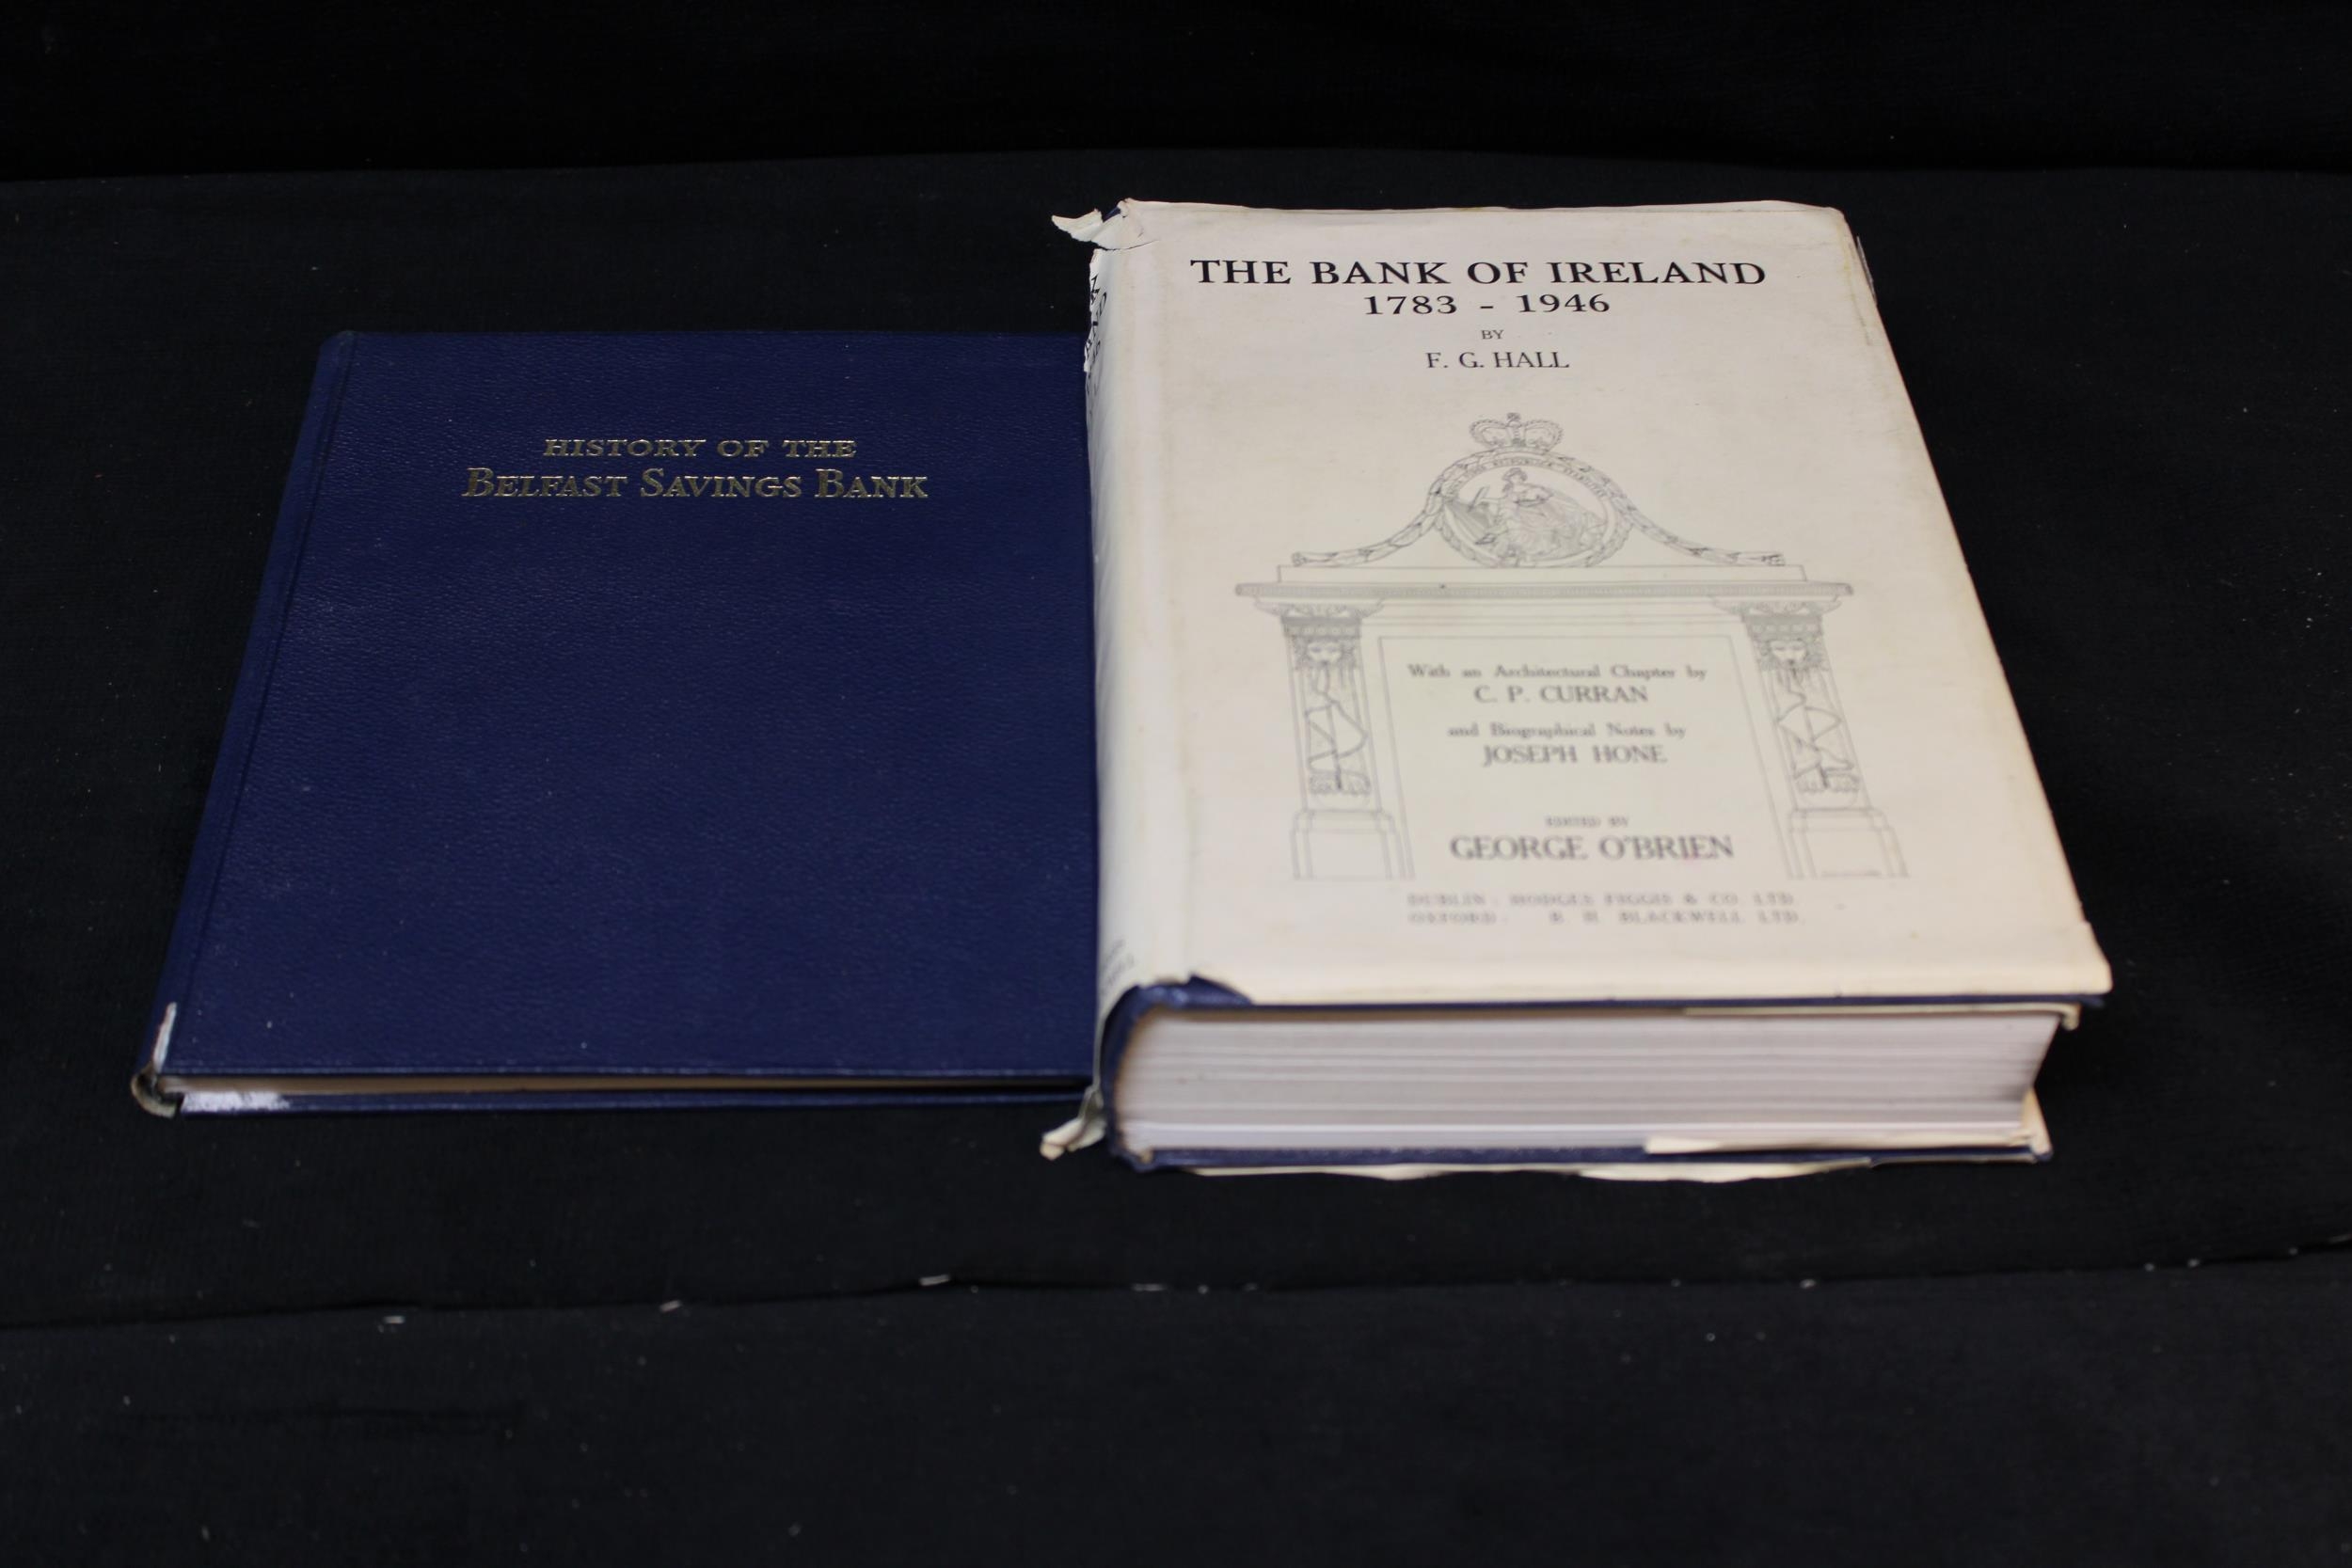 HISTORY OF THE
BELFAST SAVINGS BANK
THE BANK OF IRELAND
1783 - 1946
BY
F. G. HALL
With an Architectural Chapter by
C. P. CURRAN
and Biographical Notes by
JOSEPH HONE
EDITED BY
GEORGE O'BRIEN
DUBLIN : HODGES FIGGIS & CO. LTD.
OXFORD : B. H. BLACKWELL LTD.